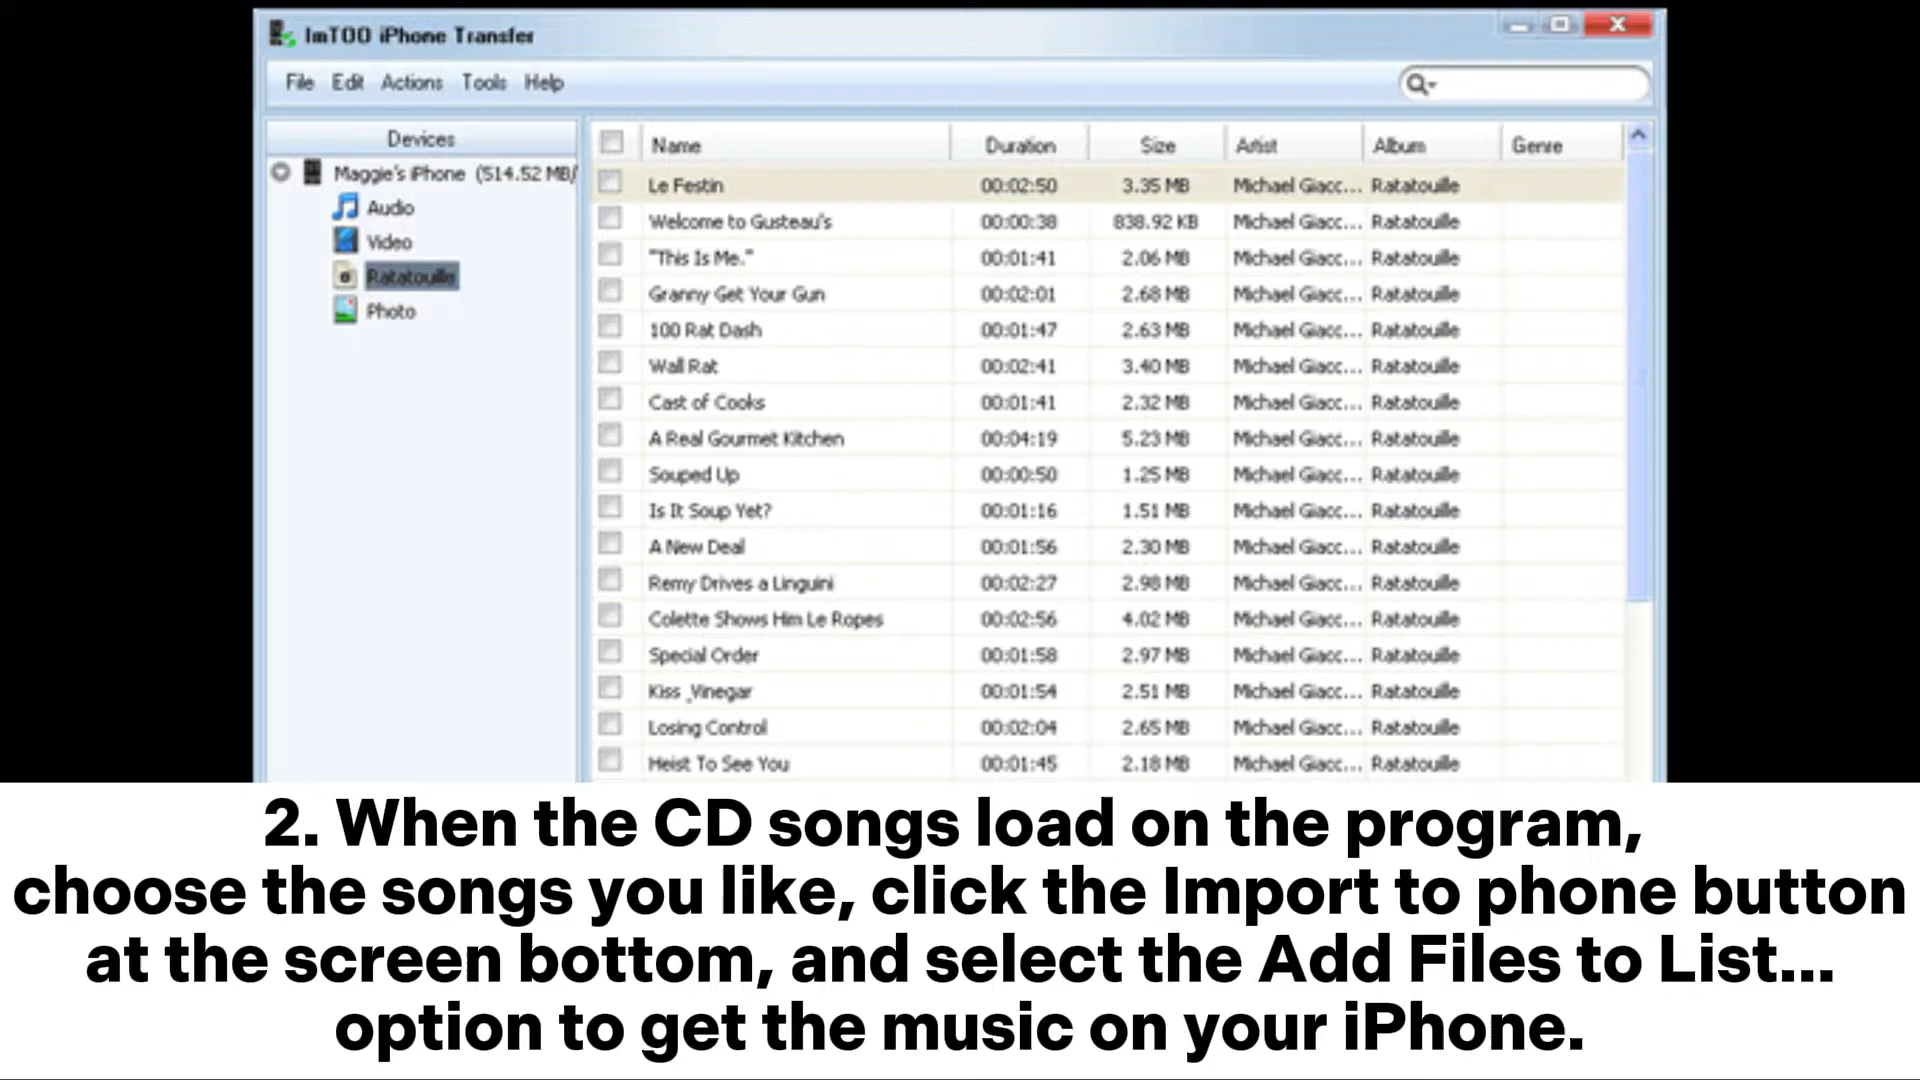 ImTOO iPhone Transfer
File Edit Actions Tools Help
Devices
Maggie's iPhone (514.52 MB/
Audio
Video
Ratatouille
Photo
Name Duration Size Artist Album Genre
Le Festin 00:02:50 3.35 MB Michael Giacc... Ratatouille
Welcome to Gusteau's 00:00:38 838.92 KB Michael Giacc... Ratatouille
"This Is Me." 00:01:41 2.06 MB Michael Giacc... Ratatouille
Granny Get Your Gun 00:02:01 2.68 MB Michael Giacc... Ratatouille
100 Rat Dash 00:01:47 2.63 MB Michael Giacc... Ratatouille
Wall Rat 00:02:41 3.40 MB Michael Giacc... Ratatouille
Cast of Cooks 00:01:41 2.32 MB Michael Giacc... Ratatouille
A Real Gourmet Kitchen 00:04:19 5.23 MB Michael Giacc... Ratatouille
Souped Up 00:00:50 1.25 MB Michael Giacc... Ratatouille
Is It Soup Yet? 00:01:16 1.51 MB Michael Giacc... Ratatouille
A New Deal 00:01:56 2.30 MB Michael Giacc... Ratatouille
Remy Drives a Linguini 00:02:27 2.98 MB Michael Giacc... Ratatouille
Colette Shows Him Le Ropes 00:02:56 4.02 MB Michael Giacc... Ratatouille
Special Order 00:01:58 2.97 MB Michael Giacc... Ratatouille
Kiss _Vinegar 00:01:54 2.51 MB Michael Giacc... Ratatouille
Losing Control 00:02:04 2.65 MB Michael Giacc... Ratatouille
Heist To See You 00:01:45 2.18 MB Michael Giacc... Ratatouille
2. When the CD songs load on the program,
choose the songs you like, click the Import to phone button
at the screen bottom, and select the Add Files to List...
option to get the music on your iPhone.